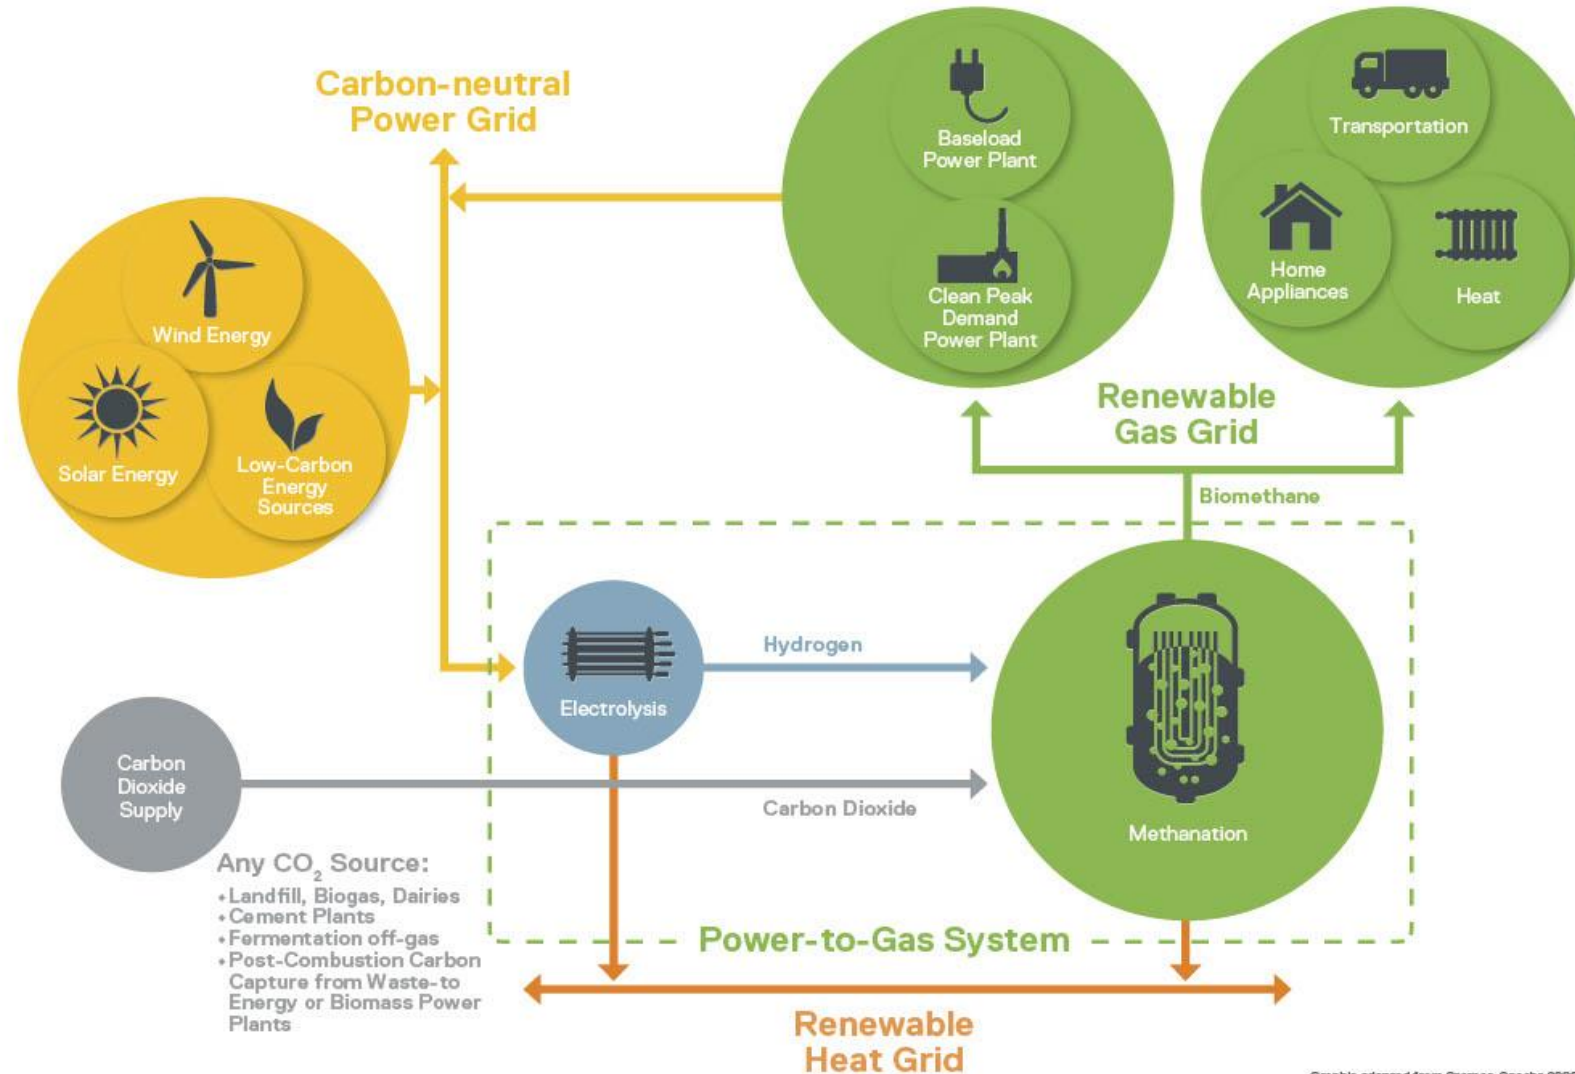 Carbon-neutral
Power Grid
Wind Energy
Solar Energy
Low-Carbon
Energy
Sources
Baseload
Power Plant
Clean Peak
Demand
Power Plant
Transportation
Home
Appliances
Heat
Renewable
Gas Grid
Biomethane
Electrolysis
Hydrogen
Carbon
Dioxide
Supply
Carbon Dioxide
Methanation
Any CO₂ Source:
•Landfill, Biogas, Dairies
•Cement Plants
•Fermentation off-gas
•Post-Combustion Carbon
Capture from Waste-to
Energy or Biomass Power
Plants
Power-to-Gas System
Renewable
Heat Grid